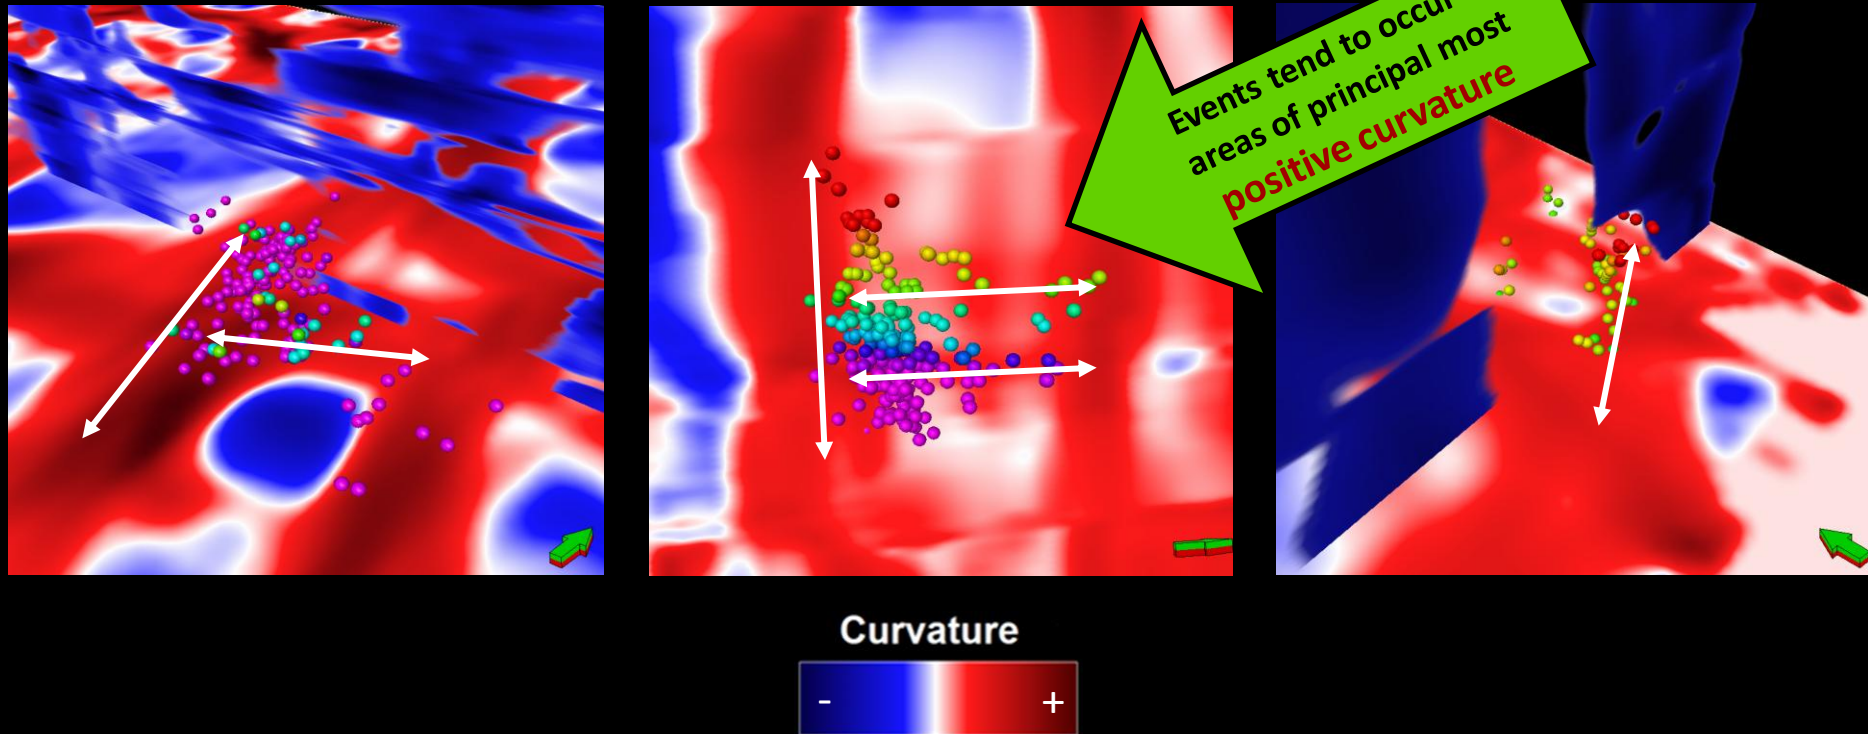 Events tend to occur
areas of principal most
positive curvature
Curvature
- +